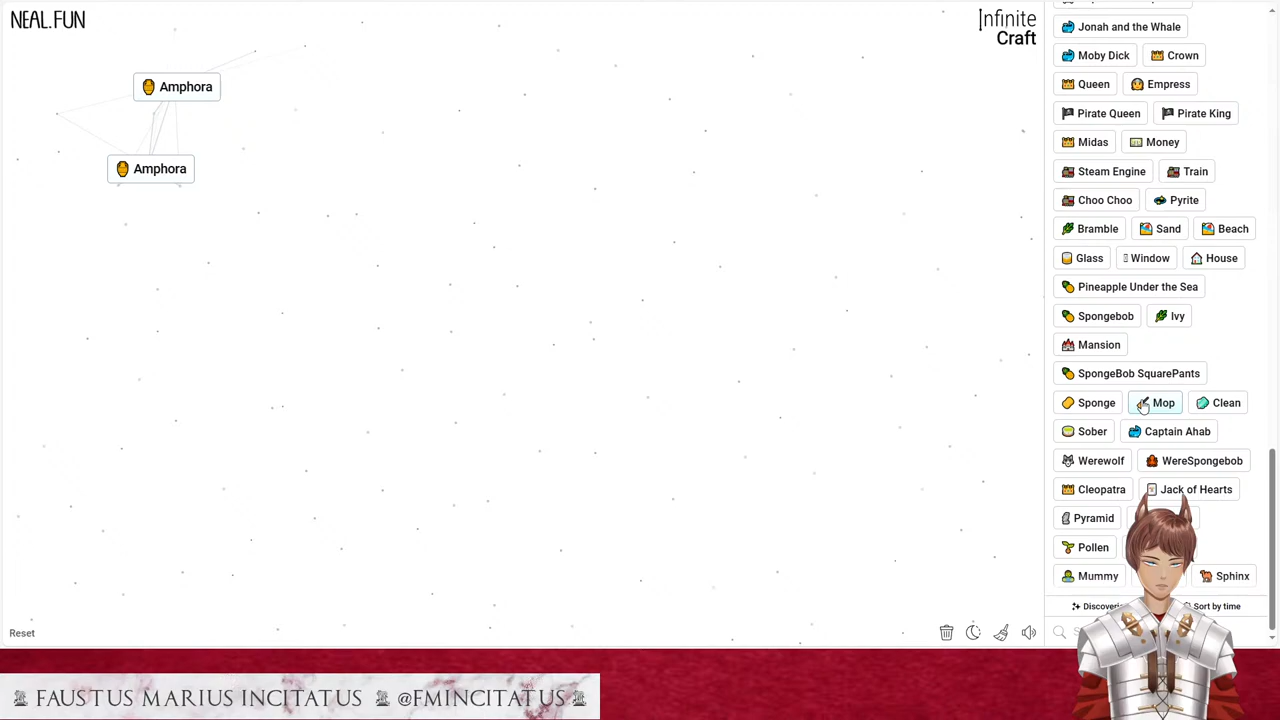 NEAL.FUN
Infinite
Craft
Amphora
Amphora
Jonah and the Whale
Moby Dick Crown
Queen Empress
Pirate Queen Pirate King
Midas Money
Steam Engine Train
Choo Choo Pyrite
Bramble Sand Beach
Glass Window House
Pineapple Under the Sea
Spongebob Ivy
Mansion
SpongeBob SquarePants
Sponge Mop Clean
Sober Captain Ahab
Werewolf WereSpongebob
Cleopatra Jack of Hearts
Pyramid
Pollen
Mummy Sphinx
Sort by time
Reset
FAUSTUS MARIUS INCITATUS @FMINCITATUS